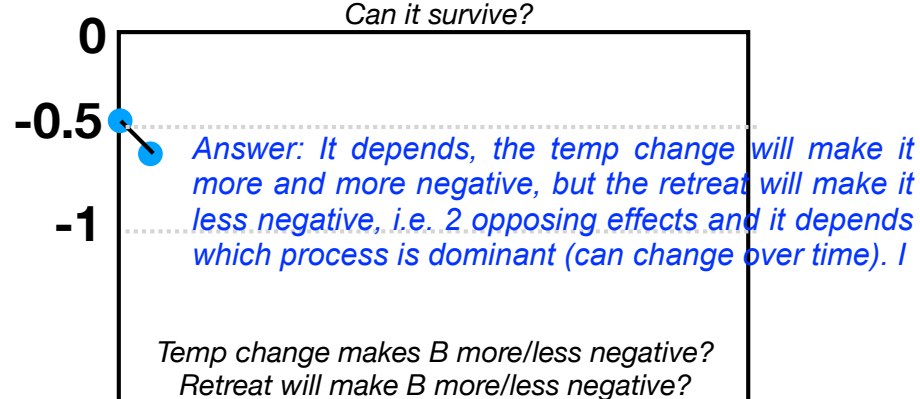 Can it survive?
0
-0.5
Answer: It depends, the temp change will make it
more and more negative, but the retreat will make it
less negative, i.e. 2 opposing effects and it depends
-1
which process is dominant (can change over time). I
Temp change makes B more/less negative?
Retreat will make B more/less negative?